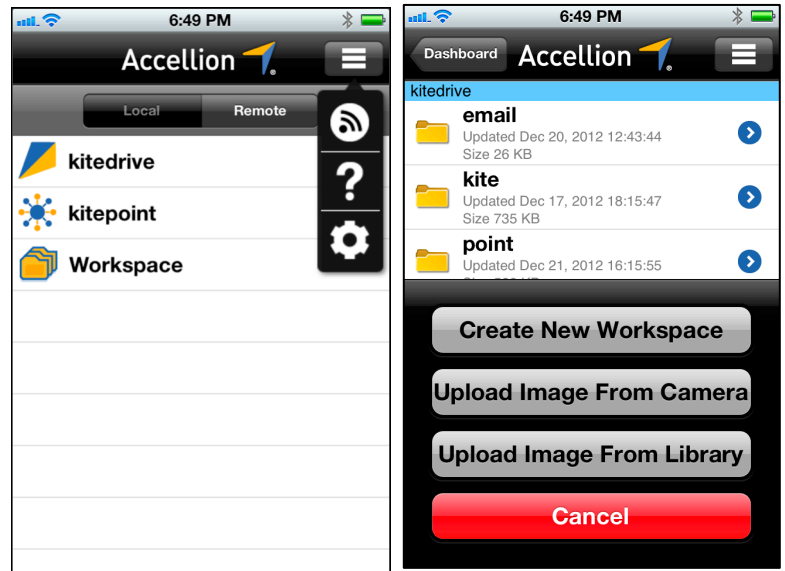 6:49 PM
Accellion
Local Remote
kitedrive
kitepoint
Workspace
6:49 PM
Dashboard Accellion
kitedrive
email
Updated Dec 20, 2012 12:43:44
Size 26 KB
kite
Updated Dec 17, 2012 18:15:47
Size 735 KB
point
Updated Dec 21, 2012 16:15:55
Create New Workspace
Upload Image From Camera
Upload Image From Library
Cancel